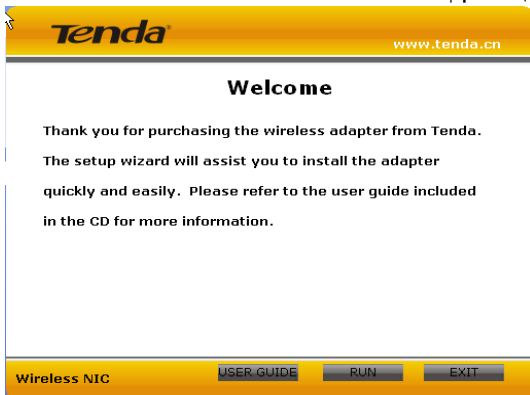 Tenda
www.tenda.cn
Welcome
Thank you for purchasing the wireless adapter from Tenda.
The setup wizard will assist you to install the adapter
quickly and easily. Please refer to the user guide included
in the CD for more information.
Wireless NIC
USER GUIDE
RUN
EXIT